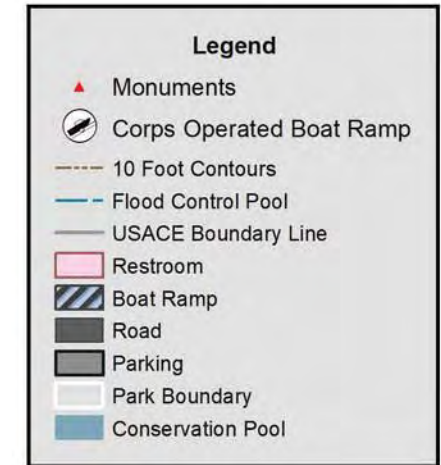 Legend
Monuments
Corps Operated Boat Ramp
10 Foot Contours
Flood Control Pool
USACE Boundary Line
Restroom
Boat Ramp
Road
Parking
Park Boundary
Conservation Pool